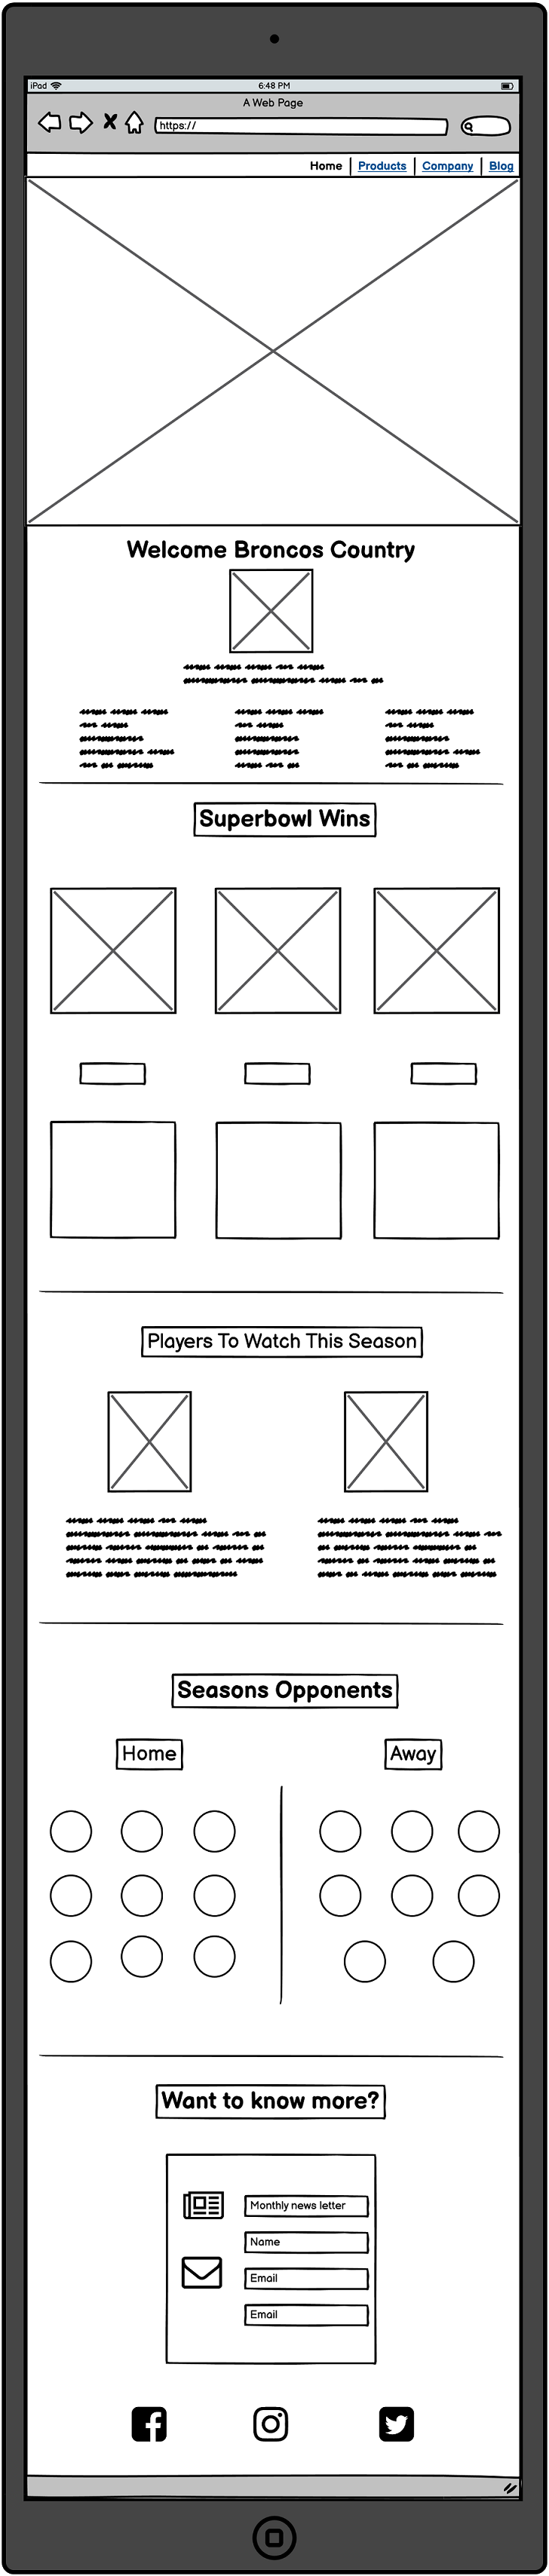 iPad 6:48 PM
A Web Page
https://
Home Products Company Blog
Welcome Broncos Country
Superbowl Wins
Players To Watch This Season
Seasons Opponents
Home Away
Want to know more?
Monthly news letter
Name
Email
Email